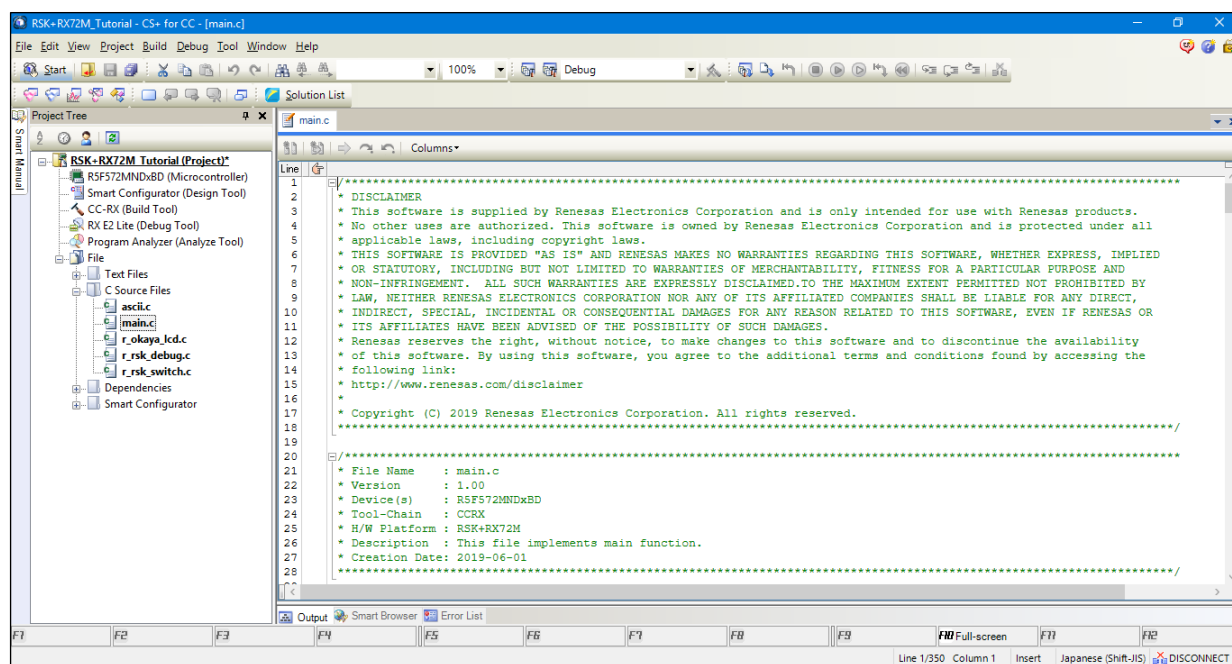 RSK+RX72M_Tutorial - CS+ for CC - [main.c]
File Edit View Project Build Debug Tool Window Help
Start 100% Debug
Solution List
Smart Manual
Project Tree
RSK+RX72M_Tutorial (Project)*
R5F572MNDxBD (Microcontroller)
Smart Configurator (Design Tool)
CC-RX (Build Tool)
RX E2 Lite (Debug Tool)
Program Analyzer (Analyze Tool)
File
Text Files
C Source Files
ascii.c
main.c
r_okaya_lcd.c
r_rsk_debug.c
r_rsk_switch.c
Dependencies
Smart Configurator
main.c
Columns
Line
1 /***********************************************************************************************************************
2 * DISCLAIMER
3 * This software is supplied by Renesas Electronics Corporation and is only intended for use with Renesas products.
4 * No other uses are authorized. This software is owned by Renesas Electronics Corporation and is protected under all
5 * applicable laws, including copyright laws.
6 * THIS SOFTWARE IS PROVIDED "AS IS" AND RENESAS MAKES NO WARRANTIES REGARDING THIS SOFTWARE, WHETHER EXPRESS, IMPLIED
7 * OR STATUTORY, INCLUDING BUT NOT LIMITED TO WARRANTIES OF MERCHANTABILITY, FITNESS FOR A PARTICULAR PURPOSE AND
8 * NON-INFRINGEMENT.  ALL SUCH WARRANTIES ARE EXPRESSLY DISCLAIMED.TO THE MAXIMUM EXTENT PERMITTED NOT PROHIBITED BY
9 * LAW, NEITHER RENESAS ELECTRONICS CORPORATION NOR ANY OF ITS AFFILIATED COMPANIES SHALL BE LIABLE FOR ANY DIRECT,
10 * INDIRECT, SPECIAL, INCIDENTAL OR CONSEQUENTIAL DAMAGES FOR ANY REASON RELATED TO THIS SOFTWARE, EVEN IF RENESAS OR
11 * ITS AFFILIATES HAVE BEEN ADVISED OF THE POSSIBILITY OF SUCH DAMAGES.
12 * Renesas reserves the right, without notice, to make changes to this software and to discontinue the availability
13 * of this software. By using this software, you agree to the additional terms and conditions found by accessing the
14 * following link:
15 * http://www.renesas.com/disclaimer
16 *
17 * Copyright (C) 2019 Renesas Electronics Corporation. All rights reserved.
18 ***********************************************************************************************************************/
19
20 /***********************************************************************************************************************
21 * File Name    : main.c
22 * Version      : 1.00
23 * Device(s)    : R5F572MNDxBD
24 * Tool-Chain   : CCRX
25 * H/W Platform : RSK+RX72M
26 * Description  : This file implements main function.
27 * Creation Date: 2019-06-01
28 ***********************************************************************************************************************/
Output Smart Browser Error List
F1 F2 F3 F4 F5 F6 F7 F8 F9 F10 Full-screen F11 F12
Line 1/350 Column 1 Insert Japanese (Shift-JIS) DISCONNECT